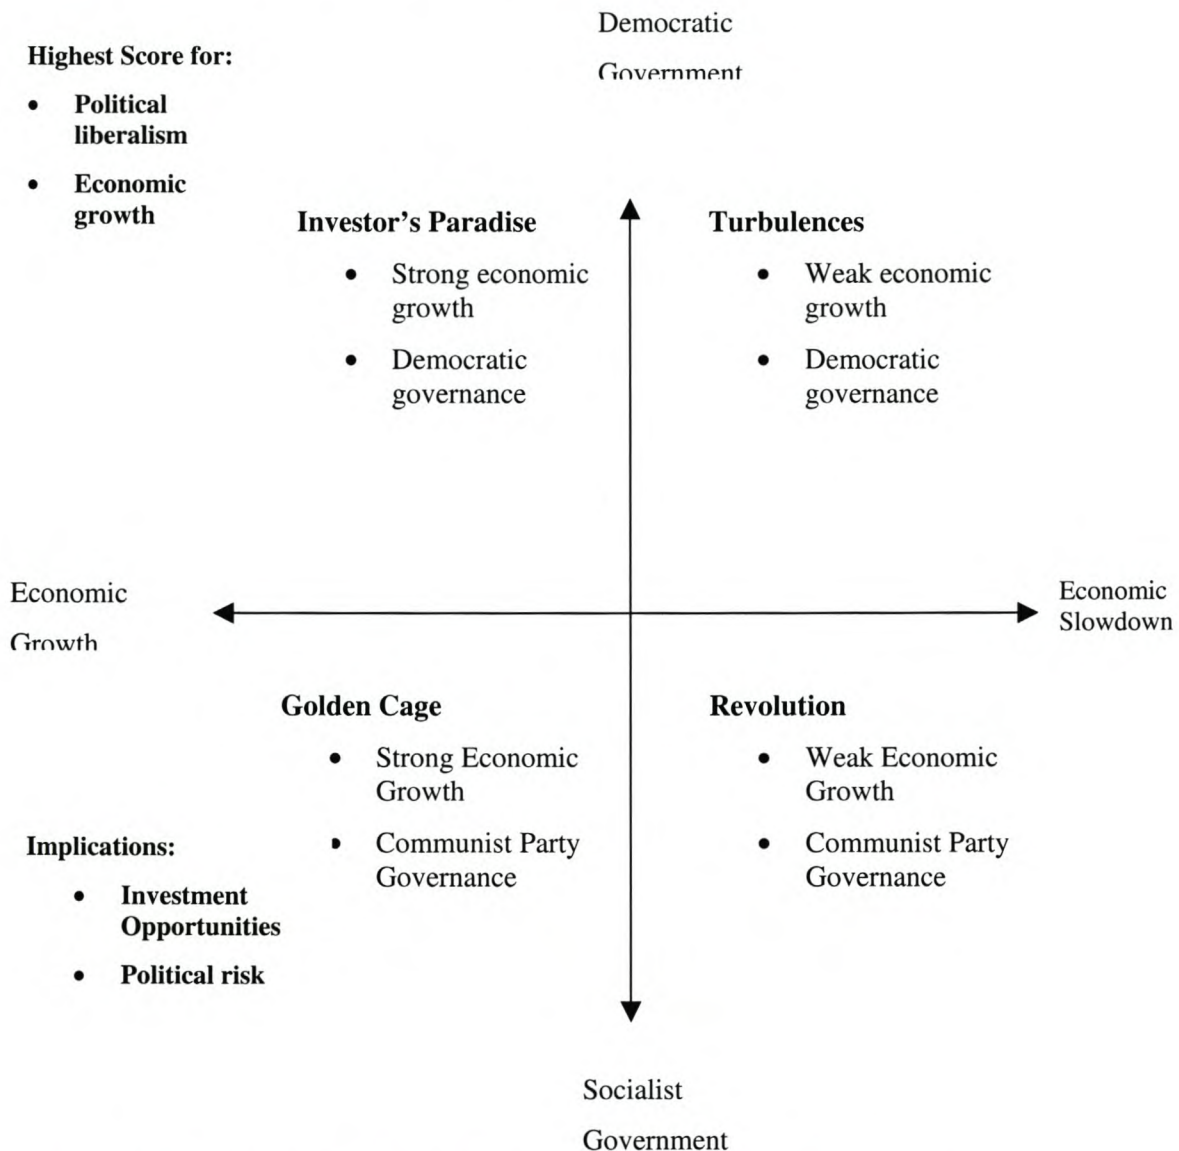 Democratic
Government
Highest Score for:
• Political
liberalism
• Economic
growth
Investor's Paradise
• Strong economic
growth
• Democratic
governance
Turbulences
• Weak economic
growth
• Democratic
governance
Economic
Growth
Economic
Slowdown
Golden Cage
• Strong Economic
Growth
• Communist Party
Governance
Revolution
• Weak Economic
Growth
• Communist Party
Governance
Implications:
• Investment
Opportunities
• Political risk
Socialist
Government